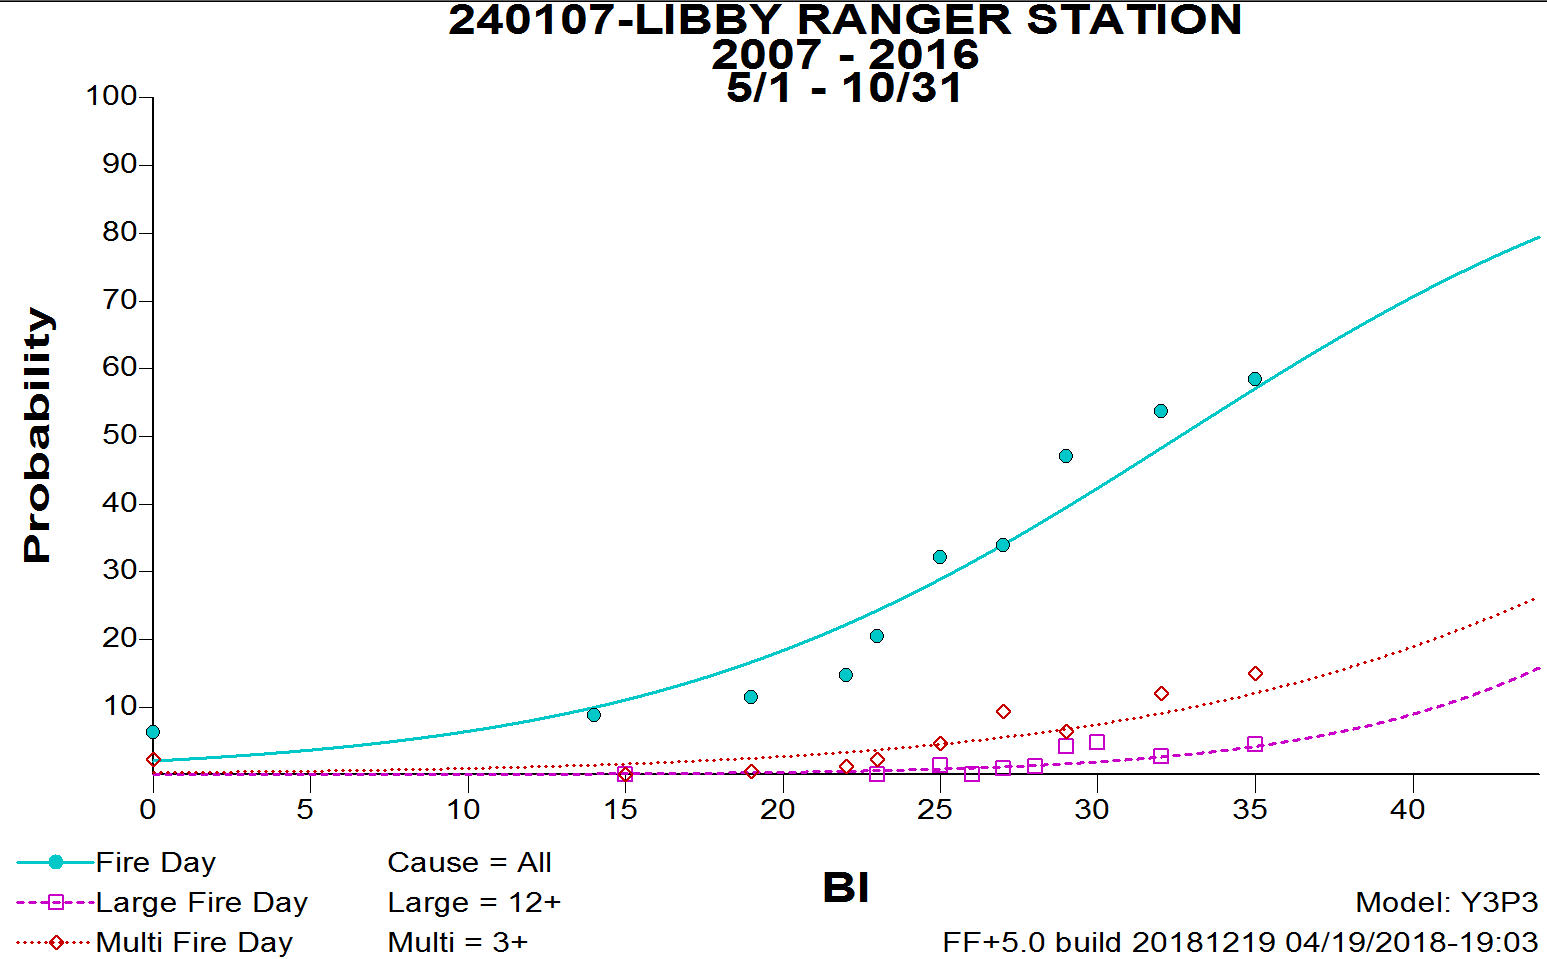 240107-LIBBY RANGER STATION
2007 - 2016
5/1 - 10/31
100
90
80
70
60
50
40
30
20
10
Probability
0 5 10 15 20 25 30 35 40
BI
Fire Day Cause = All
Large Fire Day Large = 12+
Multi Fire Day Multi = 3+
Model: Y3P3
FF+5.0 build 20181219 04/19/2018-19:03